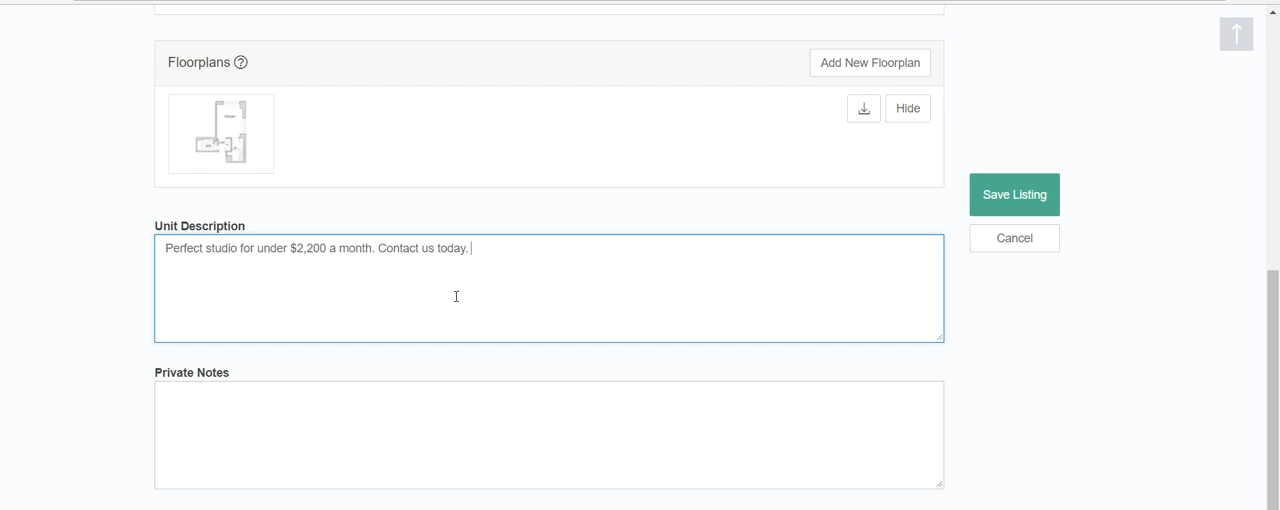 Floorplans
Add New Floorplan
Hide
Save Listing
Cancel
Unit Description
Perfect studio for under $2,200 a month. Contact us today.
Private Notes